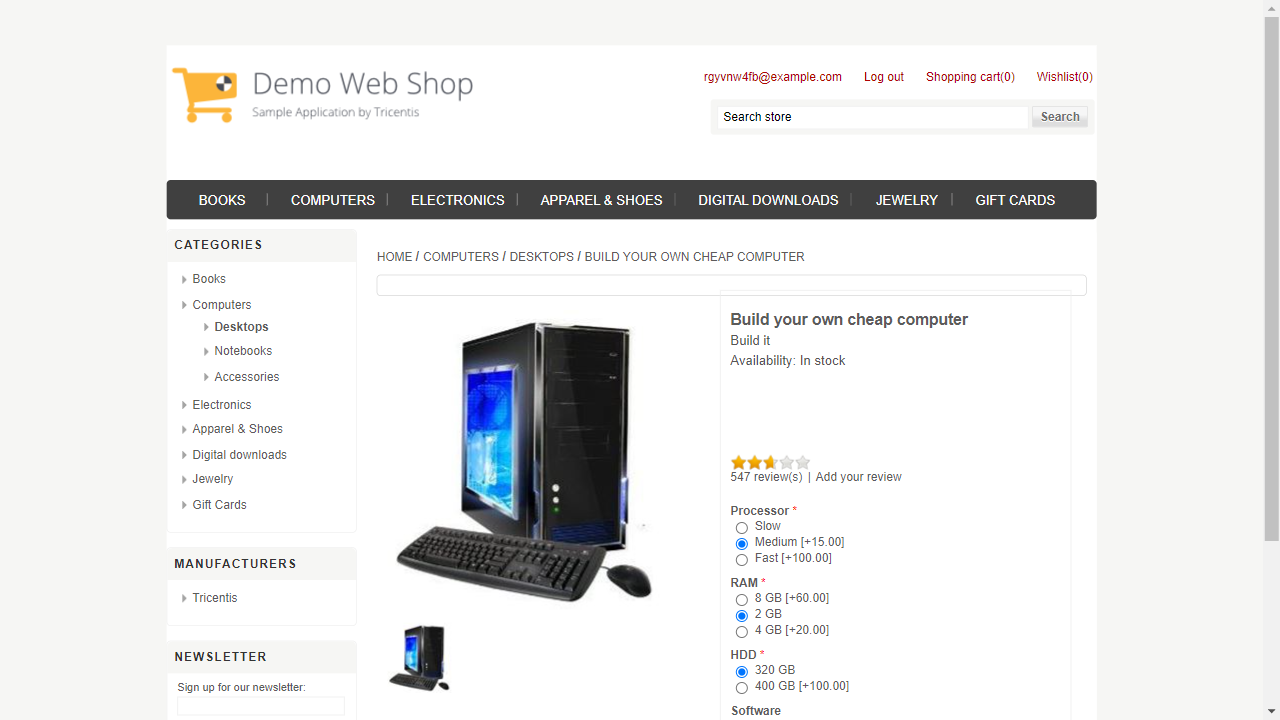 Demo Web Shop
Sample Application by Tricentis
rgyvnw4fb@example.com Log out Shopping cart(0) Wishlist(0)
Search store Search
BOOKS COMPUTERS ELECTRONICS APPAREL & SHOES DIGITAL DOWNLOADS JEWELRY GIFT CARDS
CATEGORIES
Books
Computers
Desktops
Notebooks
Accessories
Electronics
Apparel & Shoes
Digital downloads
Jewelry
Gift Cards
MANUFACTURERS
Tricentis
NEWSLETTER
Sign up for our newsletter:
HOME / COMPUTERS / DESKTOPS / BUILD YOUR OWN CHEAP COMPUTER
Build your own cheap computer
Build it
Availability: In stock
547 review(s) | Add your review
Processor *
Slow
Medium [+15.00]
Fast [+100.00]
RAM *
8 GB [+60.00]
2 GB
4 GB [+20.00]
HDD *
320 GB
400 GB [+100.00]
Software